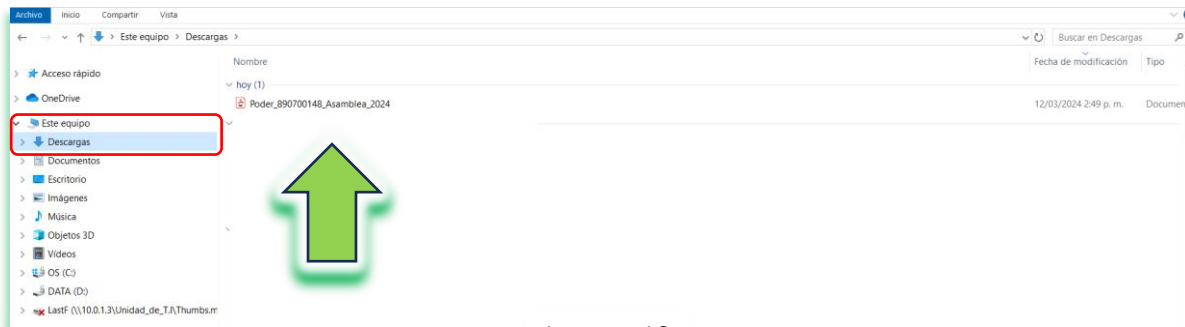 Archivo Inicio Compartir Vista
Este equipo > Descargas >
Buscar en Descargas
Nombre Fecha de modificación Tipo
Acceso rápido
hoy (1)
OneDrive
Poder_890700148_Asamblea_2024 12/03/2024 2:49 p. m. Documen
Este equipo
Descargas
Documentos
Escritorio
Imágenes
Música
Objetos 3D
Vídeos
OS (C:)
DATA (D:)
LastF (\\10.0.1.3\Unidad_de_T.I\Thumbs.m